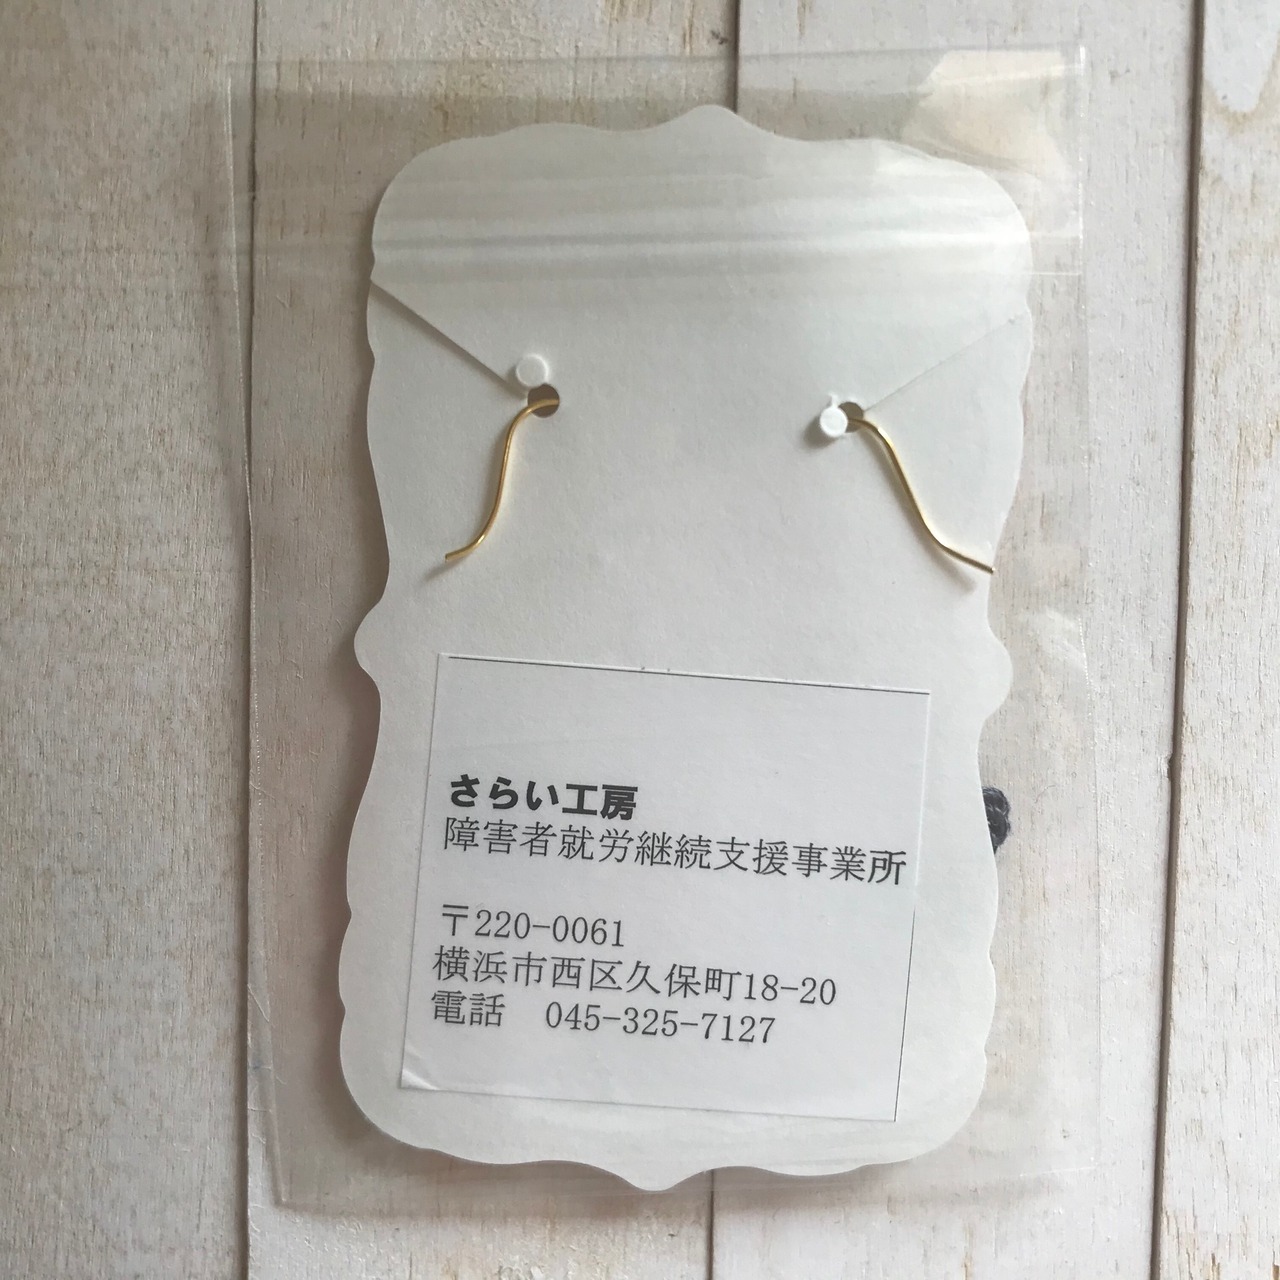 さらい工房
障害者就労継続支援事業所
〒220-0061
横浜市西区久保町18-20
電話　045-325-7127